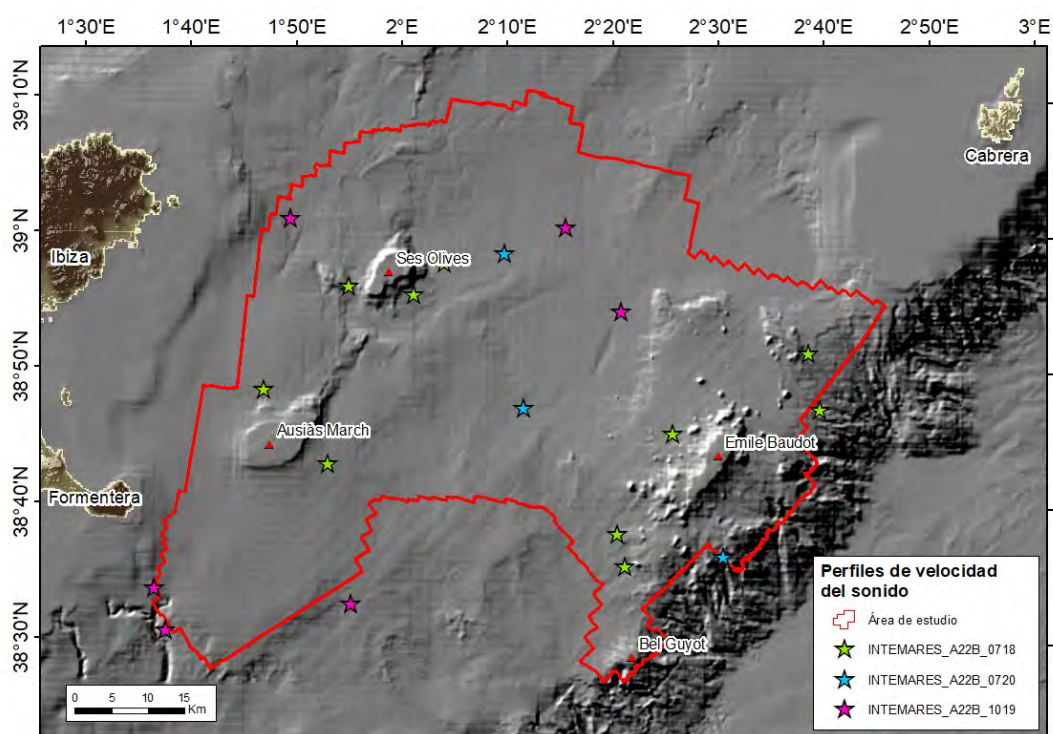 1°30'E 1°40'E 1°50'E 2°E 2°10'E 2°20'E 2°30'E 2°40'E 2°50'E 3°E
39°10'N
Cabrera
39°N
Ses Olives
Ibiza
38°50'N
Ausiàs March
Emile Baudot
Formentera
38°40'N
Bel Guyot
38°30'N
0 5 10 15
Km
Perfiles de velocidad
del sonido
Área de estudio
INTEMARES_A22B_0718
INTEMARES_A22B_0720
INTEMARES_A22B_1019